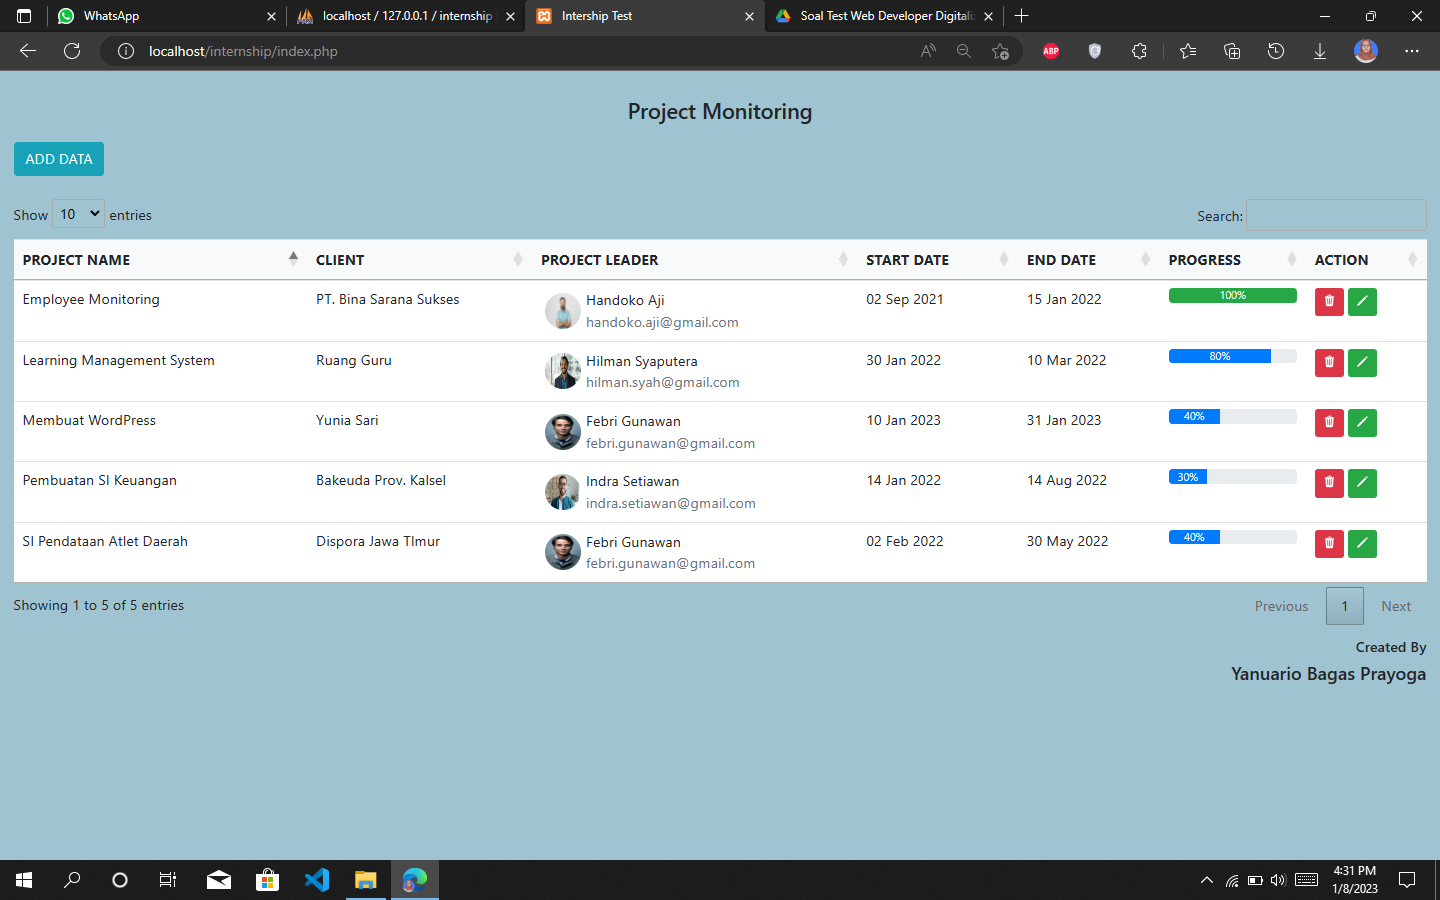 WhatsApp
localhost / 127.0.0.1 / internship
Intership Test
Soal Test Web Developer Digitali
localhost/internship/index.php
ABP
Project Monitoring
ADD DATA
Show 10 entries
Search:
PROJECT NAME CLIENT PROJECT LEADER START DATE END DATE PROGRESS ACTION
Employee Monitoring PT. Bina Sarana Sukses Handoko Aji 02 Sep 2021 15 Jan 2022 100%
handoko.aji@gmail.com
Learning Management System Ruang Guru Hilman Syaputera 30 Jan 2022 10 Mar 2022 80%
hilman.syah@gmail.com
Membuat WordPress Yunia Sari Febri Gunawan 10 Jan 2023 31 Jan 2023 40%
febri.gunawan@gmail.com
Pembuatan SI Keuangan Bakeuda Prov. Kalsel Indra Setiawan 14 Jan 2022 14 Aug 2022 30%
indra.setiawan@gmail.com
SI Pendataan Atlet Daerah Dispora Jawa TImur Febri Gunawan 02 Feb 2022 30 May 2022 40%
febri.gunawan@gmail.com
Showing 1 to 5 of 5 entries
Previous 1 Next
Created By
Yanuario Bagas Prayoga
4:31 PM
1/8/2023